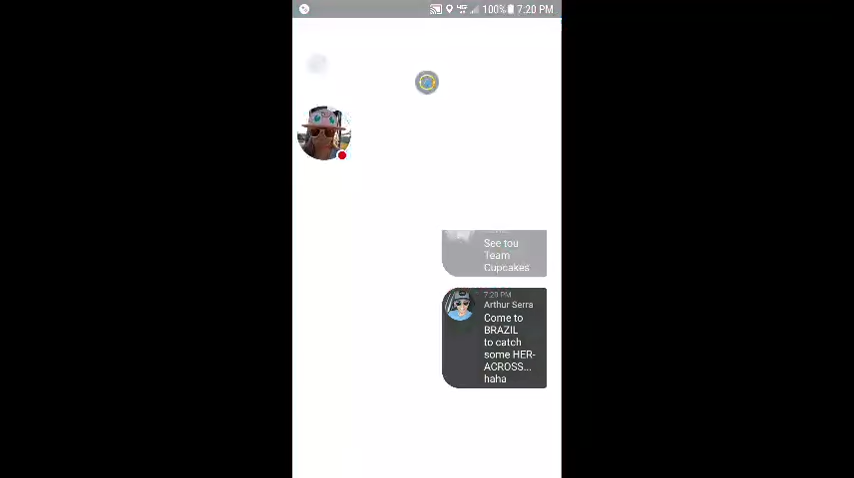 100% 7:20 PM
See tou
Team
Cupcakes
7:20 PM
Arthur Serra
Come to
BRAZIL
to catch
some HER-
ACROSS...
haha